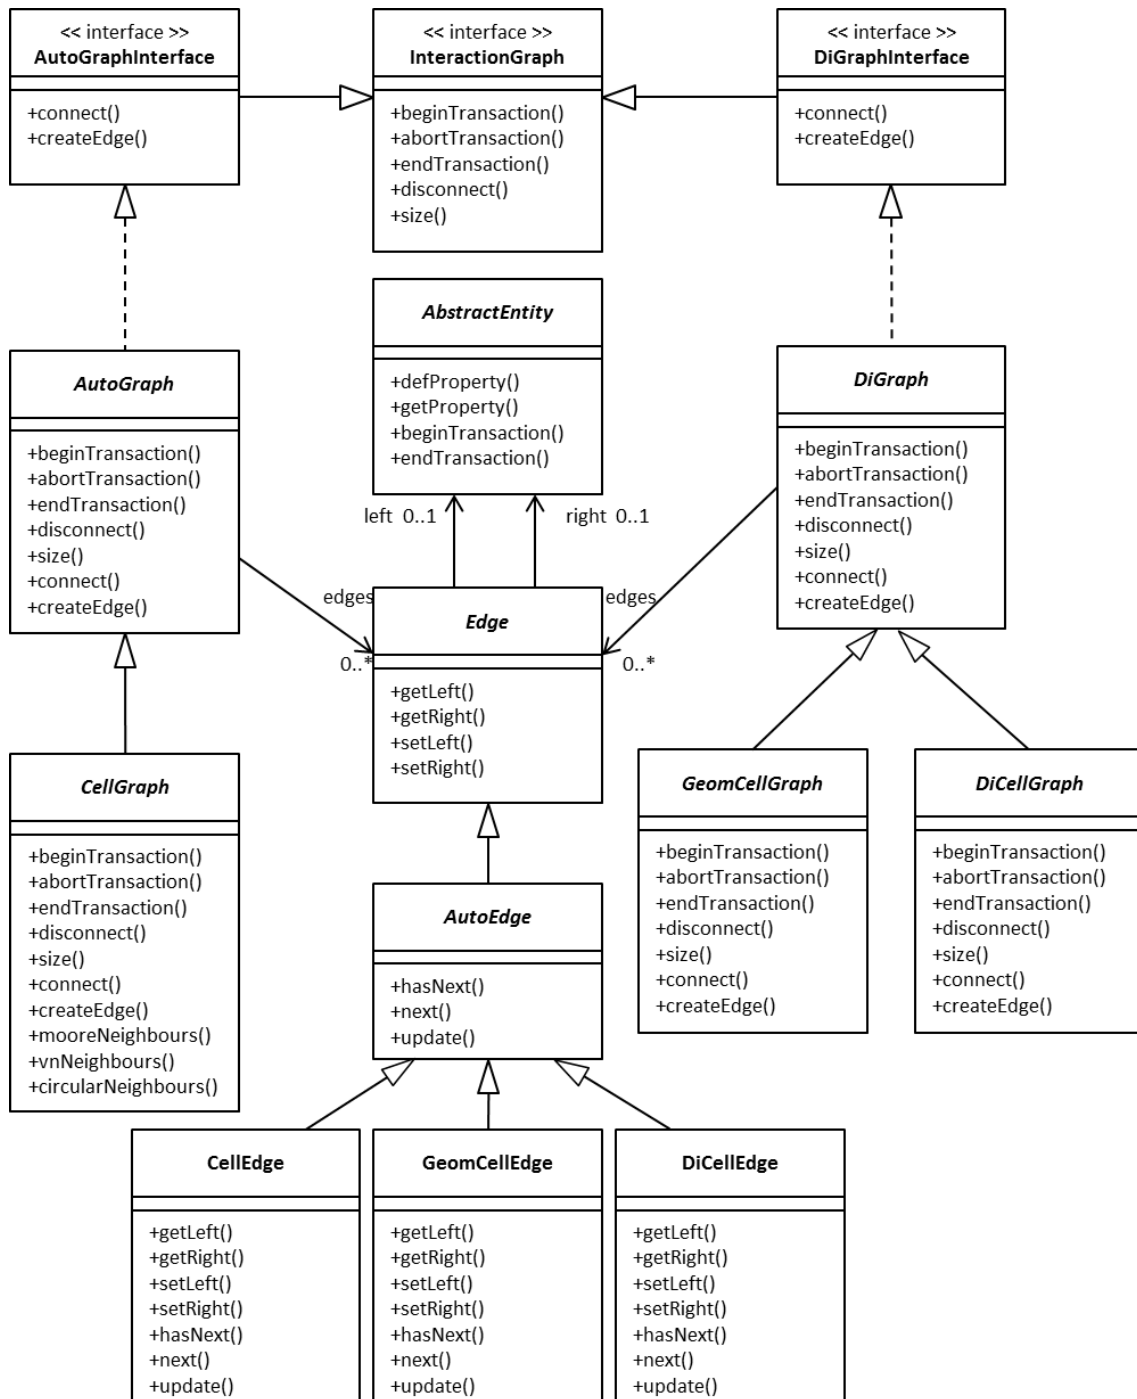 << interface >>
AutoGraphInterface
+connect()
+createEdge()
<< interface >>
InteractionGraph
+beginTransaction()
+abortTransaction()
+endTransaction()
+disconnect()
+size()
<< interface >>
DiGraphInterface
+connect()
+createEdge()
AbstractEntity
+defProperty()
+getProperty()
+beginTransaction()
+endTransaction()
AutoGraph
+beginTransaction()
+abortTransaction()
+endTransaction()
+disconnect()
+size()
+connect()
+createEdge()
DiGraph
+beginTransaction()
+abortTransaction()
+endTransaction()
+disconnect()
+size()
+connect()
+createEdge()
left 0..1
right 0..1
edges
0..*
edges
0..*
Edge
+getLeft()
+getRight()
+setLeft()
+setRight()
CellGraph
+beginTransaction()
+abortTransaction()
+endTransaction()
+disconnect()
+size()
+connect()
+createEdge()
+mooreNeighbours()
+vnNeighbours()
+circularNeighbours()
GeomCellGraph
+beginTransaction()
+abortTransaction()
+endTransaction()
+disconnect()
+size()
+connect()
+createEdge()
DiCellGraph
+beginTransaction()
+abortTransaction()
+endTransaction()
+disconnect()
+size()
+connect()
+createEdge()
AutoEdge
+hasNext()
+next()
+update()
CellEdge
+getLeft()
+getRight()
+setLeft()
+setRight()
+hasNext()
+next()
+update()
GeomCellEdge
+getLeft()
+getRight()
+setLeft()
+setRight()
+hasNext()
+next()
+update()
DiCellEdge
+getLeft()
+getRight()
+setLeft()
+setRight()
+hasNext()
+next()
+update()